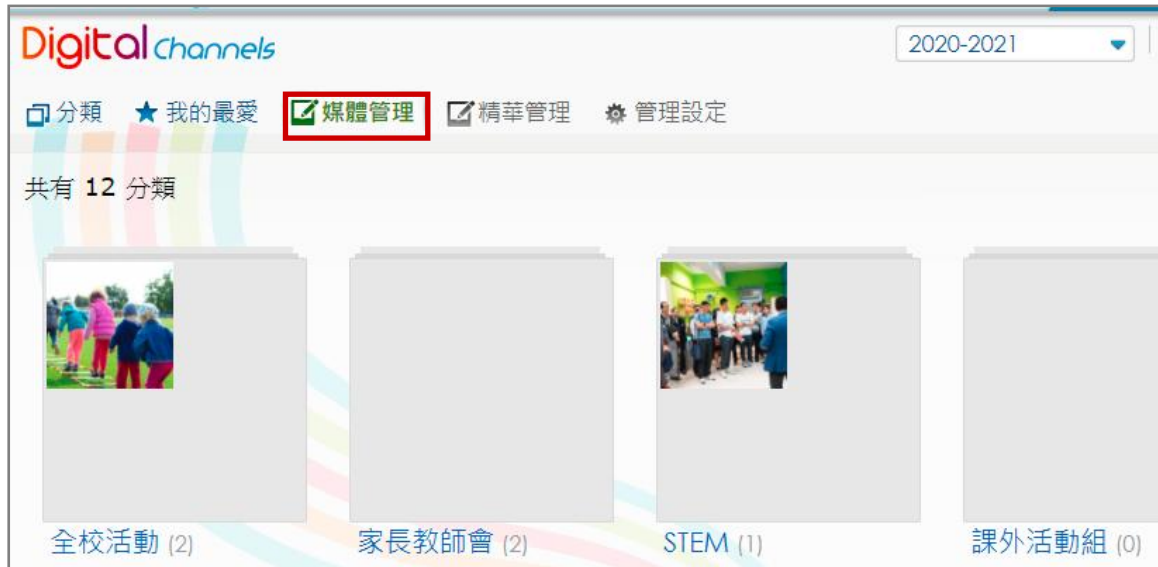 Digital Channels 2020-2021
分類 我的最愛 媒體管理 精華管理 管理設定
共有 12 分類
全校活動 (2) 家長教師會 (2) STEM (1) 課外活動組 (0)